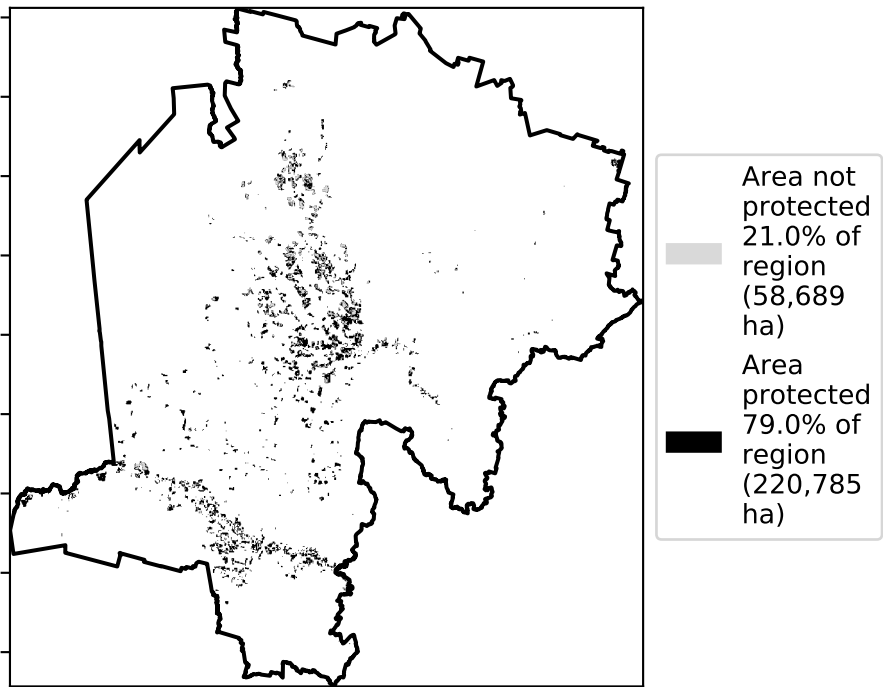 Area not
protected
21.0% of
region
(58,689
ha)
Area
protected
79.0% of
region
(220,785
ha)